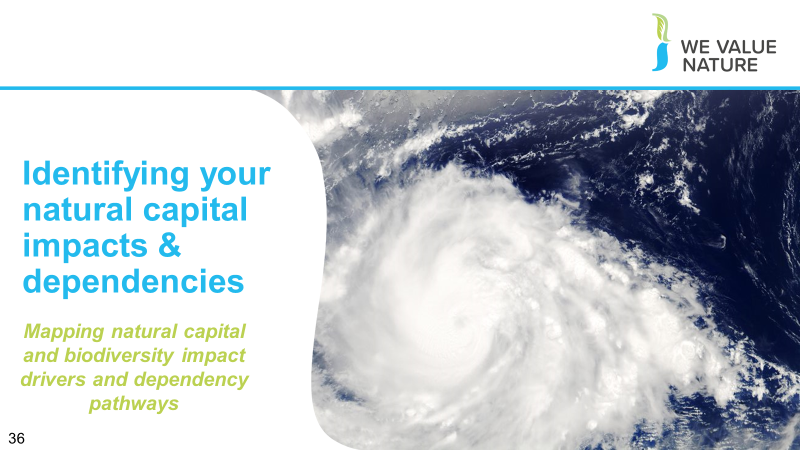 WE VALUE
NATURE
Identifying your
natural capital
impacts &
dependencies
Mapping natural capital
and biodiversity impact
drivers and dependency
pathways
36